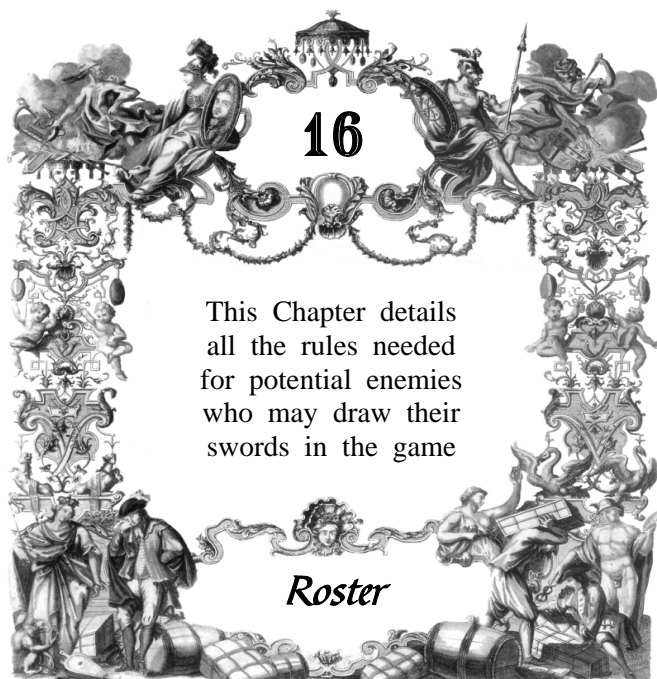 16
This Chapter details
all the rules needed
for potential enemies
who may draw their
swords in the game
Roster